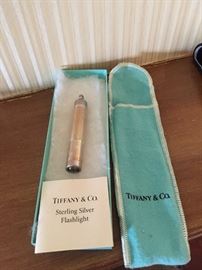 TIFFANY & CO.
Sterling Silver
Flashlight
TIFFANY & CO.